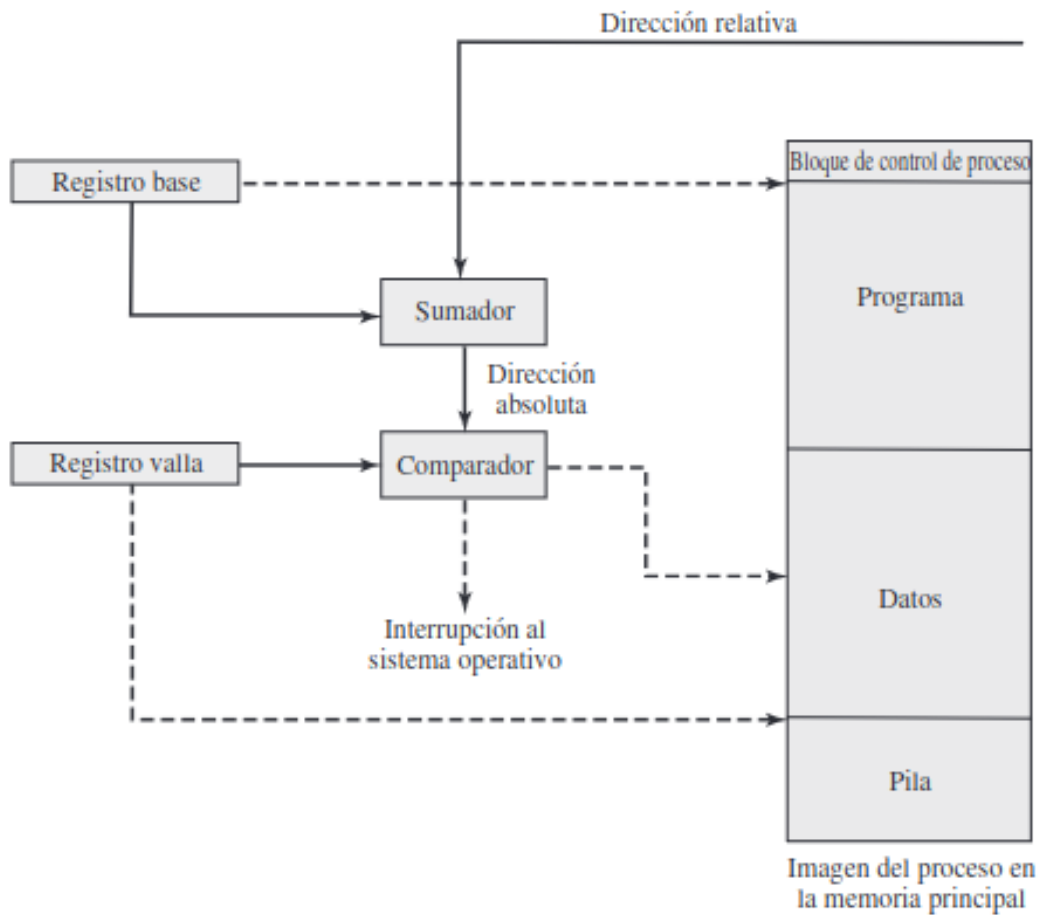 Dirección relativa
Bloque de control de proceso
Registro base
Programa
Sumador
Dirección
absoluta
Registro valla
Comparador
Datos
Interrupción al
sistema operativo
Pila
Imagen del proceso en
la memoria principal